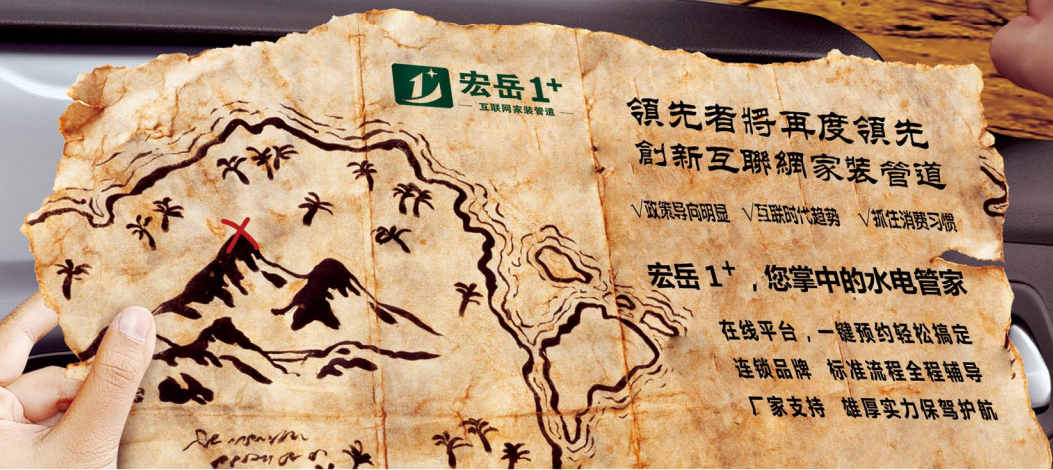 宏岳 1+
互联网家装管道
領先者將再度領先
創新互聯網家装管道
√政策导向明显 √互联时代趋势 √抓住消费习惯
宏岳 1+，您掌中的水电管家
在线平台，一键预约轻松搞定
连锁品牌 标准流程全程辅导
厂家支持 雄厚实力保驾护航